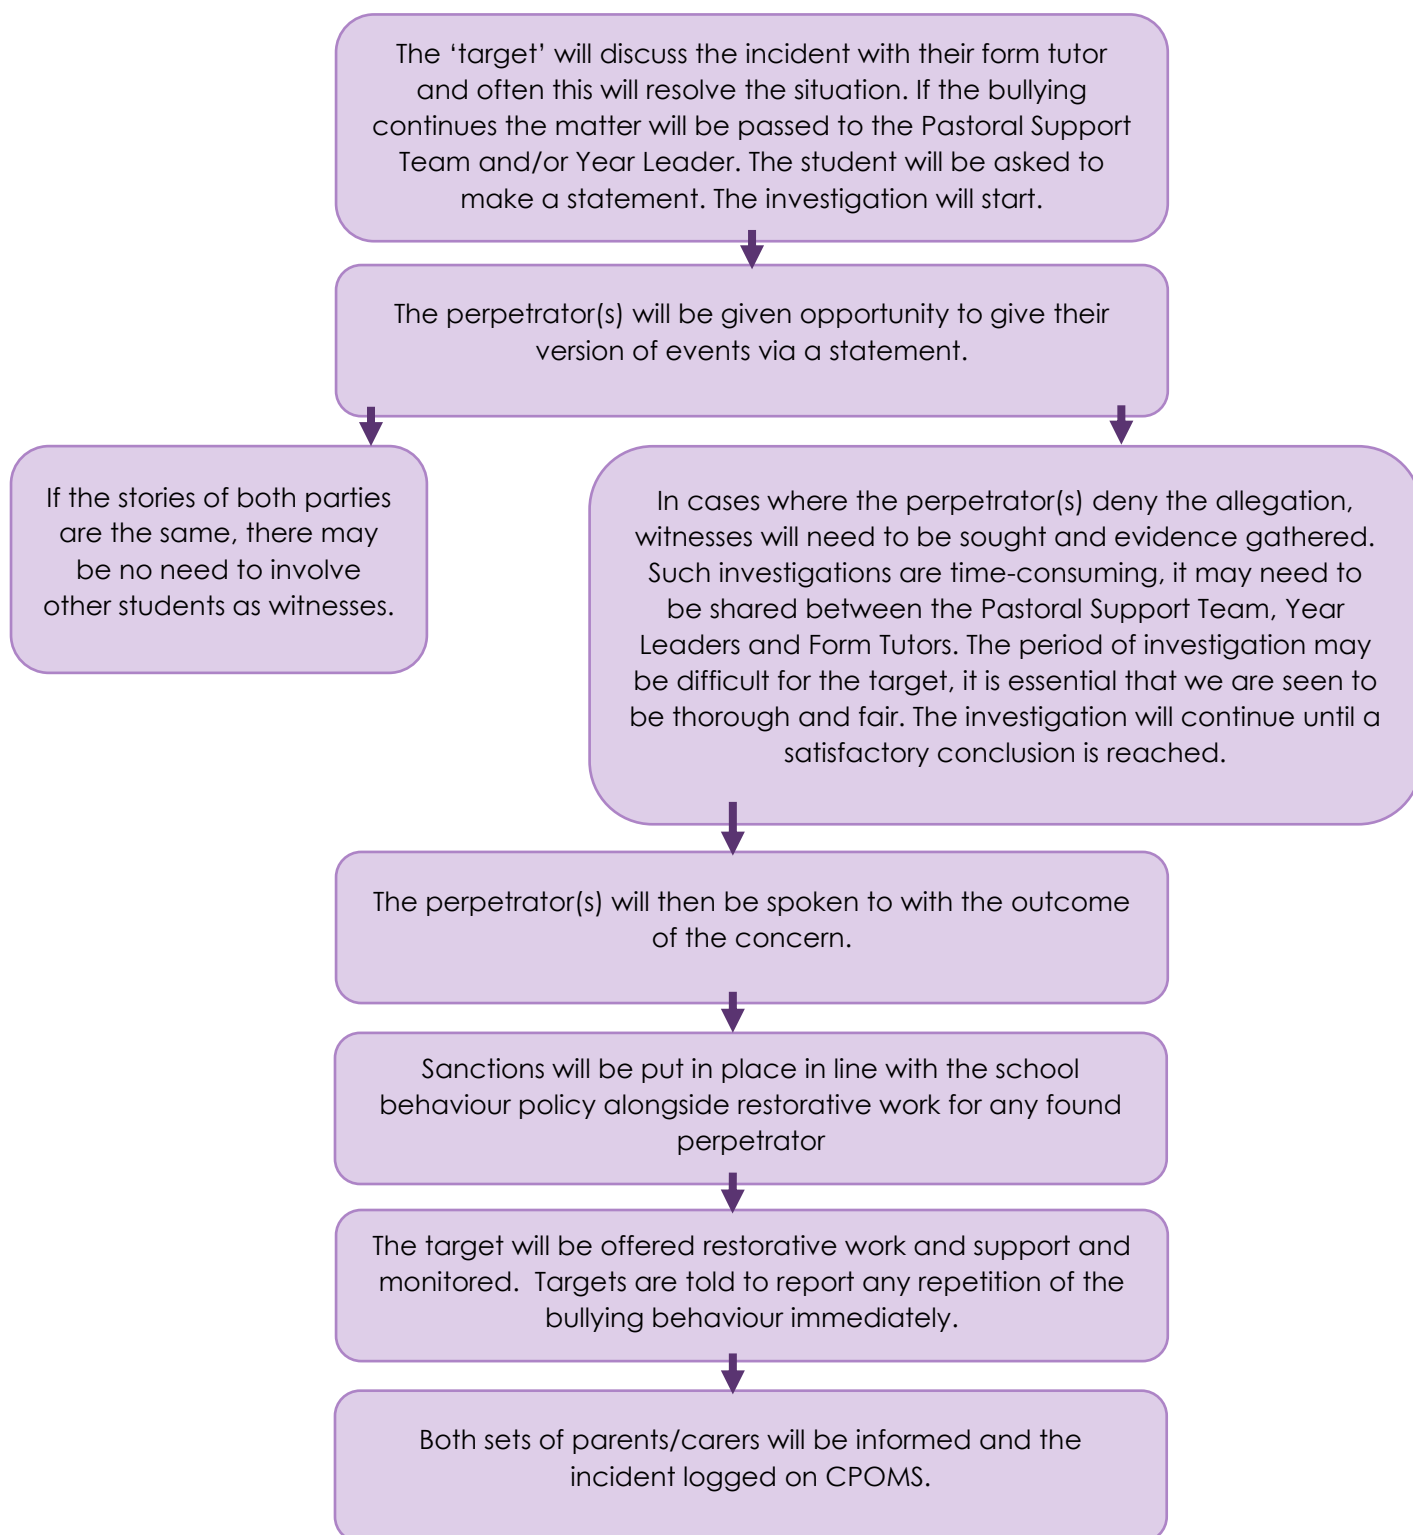 The ‘target’ will discuss the incident with their form tutor
and often this will resolve the situation. If the bullying
continues the matter will be passed to the Pastoral Support
Team and/or Year Leader. The student will be asked to
make a statement. The investigation will start.
The perpetrator(s) will be given opportunity to give their
version of events via a statement.
If the stories of both parties
are the same, there may
be no need to involve
other students as witnesses.
In cases where the perpetrator(s) deny the allegation,
witnesses will need to be sought and evidence gathered.
Such investigations are time-consuming, it may need to
be shared between the Pastoral Support Team, Year
Leaders and Form Tutors. The period of investigation may
be difficult for the target, it is essential that we are seen to
be thorough and fair. The investigation will continue until a
satisfactory conclusion is reached.
The perpetrator(s) will then be spoken to with the outcome
of the concern.
Sanctions will be put in place in line with the school
behaviour policy alongside restorative work for any found
perpetrator
The target will be offered restorative work and support and
monitored.  Targets are told to report any repetition of the
bullying behaviour immediately.
Both sets of parents/carers will be informed and the
incident logged on CPOMS.